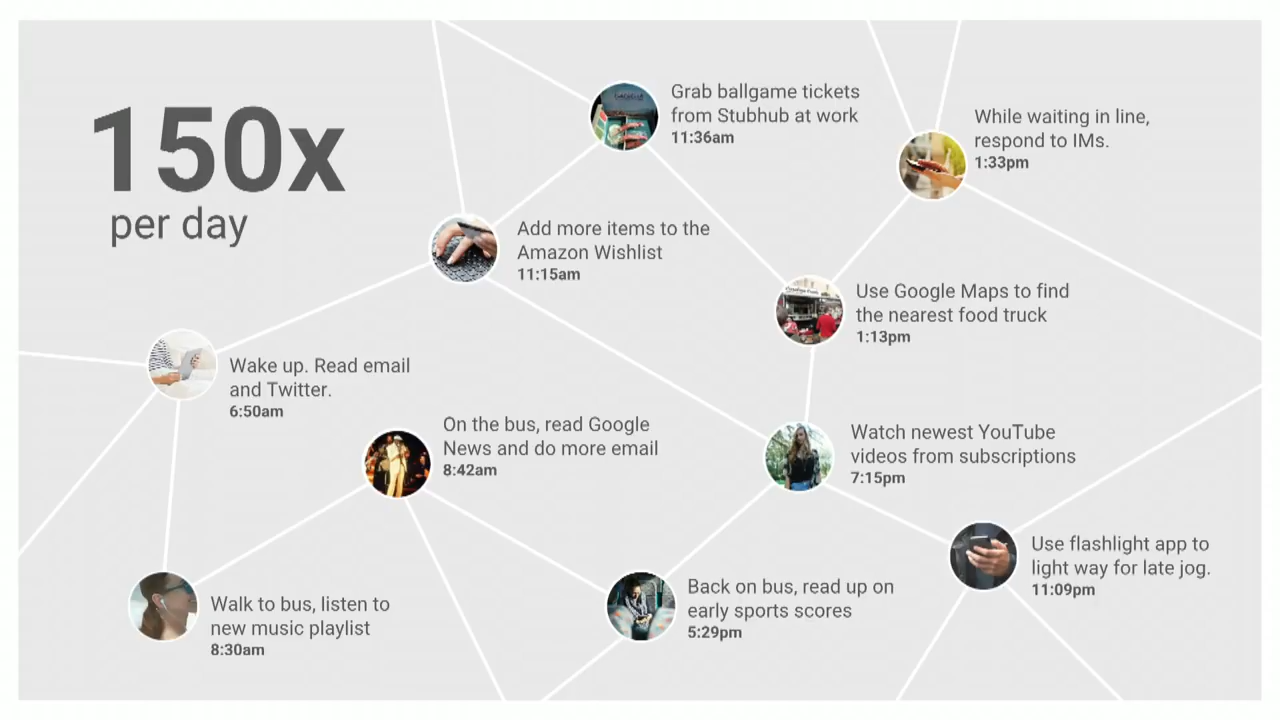 150x
per day
Wake up. Read email
and Twitter.
6:50am
Walk to bus, listen to
new music playlist
8:30am
On the bus, read Google
News and do more email
8:42am
Add more items to the
Amazon Wishlist
11:15am
Grab ballgame tickets
from Stubhub at work
11:36am
Use Google Maps to find
the nearest food truck
1:13pm
While waiting in line,
respond to IMs.
1:33pm
Back on bus, read up on
early sports scores
5:29pm
Watch newest YouTube
videos from subscriptions
7:15pm
Use flashlight app to
light way for late jog.
11:09pm